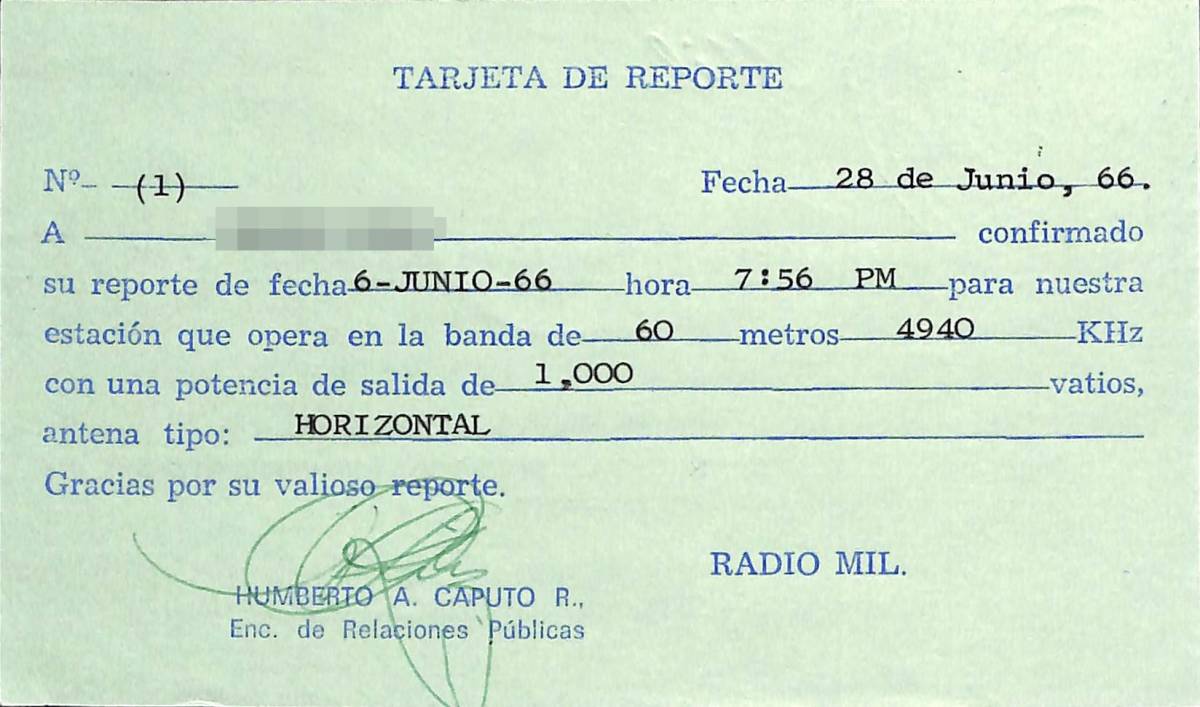 TARJETA DE REPORTE
Nº (1) Fecha 28 de Junio, 66.
A confirmado
su reporte de fecha 6-JUNIO-66 hora 7:56 PM para nuestra
estación que opera en la banda de 60 metros 4940 KHz
con una potencia de salida de 1,000 vatios,
antena tipo: HORIZONTAL
Gracias por su valioso reporte.
RADIO MIL.
HUMBERTO A. CAPUTO R.,
Enc. de Relaciones Públicas